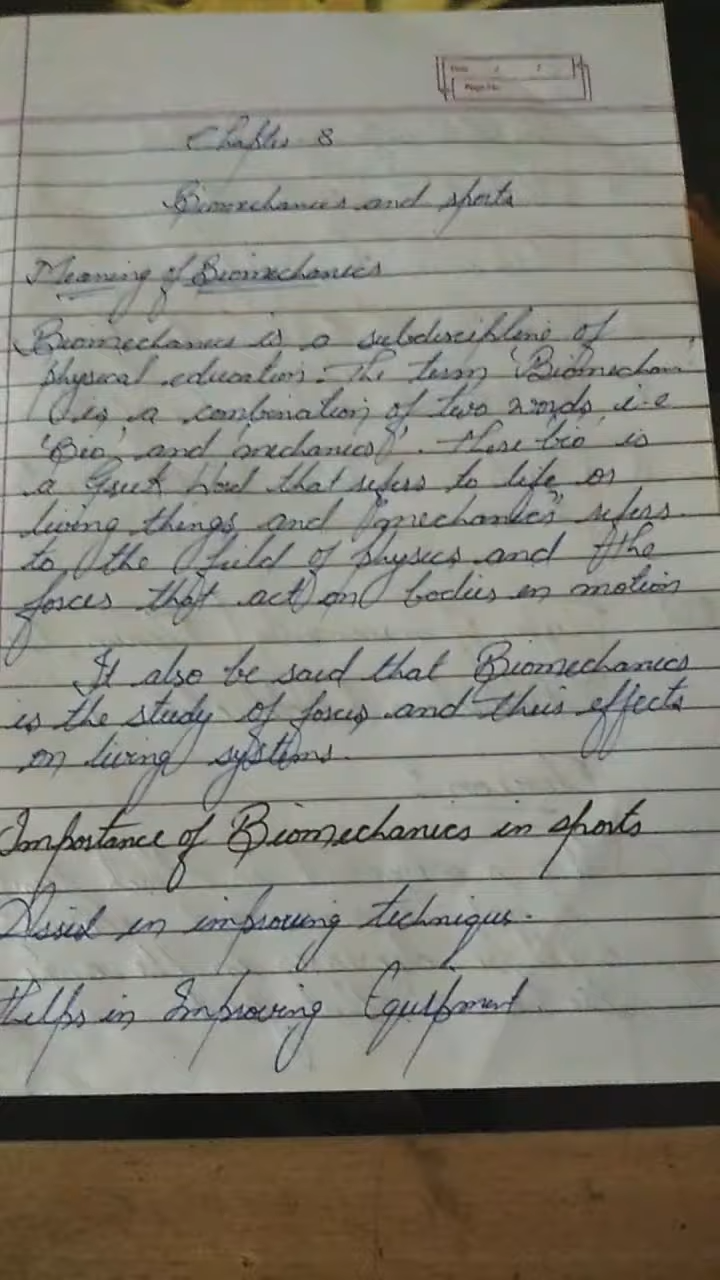 Date / /
Page No.
Chapter 8
Biomechanics and sports
Meaning of Biomechanics
Biomechanics is a subdiscipline of
physical education. The term 'Biomechan
is a combination of two words i-e
'Bio' and mechanics'. Here bio' is
a Greek Word that refers to life or
living things and "mechanics" refers
to the field of physics and the
forces that act on bodies in motion
It also be said that Biomechanics
is the study of forces and their effects
on living systems.
Importance of Biomechanics in sports
Assist in improving technique.
Helps in Improving Equipment.